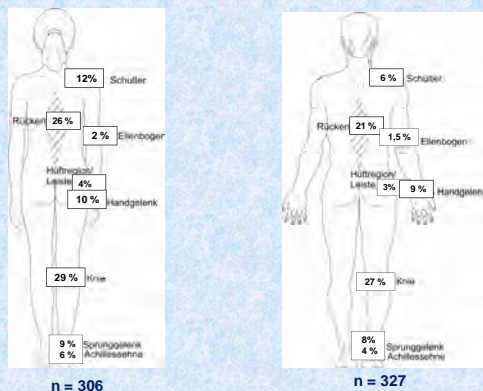 12% Schulter
Rücken 26 %
2 % Ellenbogen
Hüftregion/
Leiste 4%
10 % Handgelenk
29 % Knie
9 % Sprunggelenk
6 % Achillessehne
n = 306
6 % Schulter
Rücken 21 %
1,5 % Ellenbogen
Hüftregion/
Leiste 3% 9 % Handgelenk
27 % Knie
8%
Sprunggelenk
4 % Achillessehne
n = 327